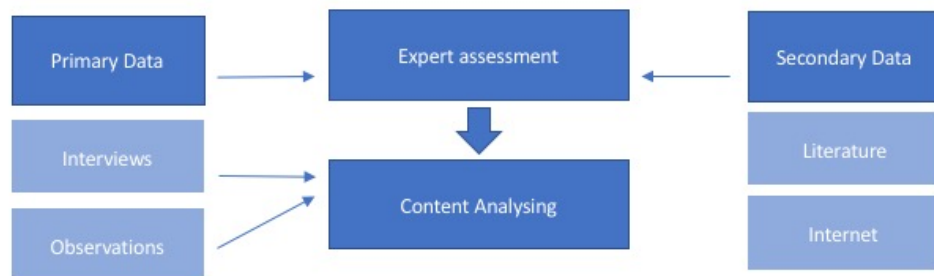 Primary Data
Expert assessment
Secondary Data
Interviews
Literature
Content Analysing
Observations
Internet